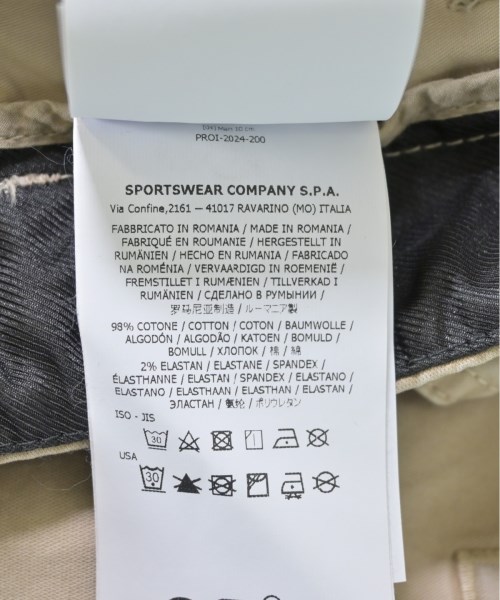 PROI-2024-200
SPORTSWEAR COMPANY S.P.A.
Via Confine,2161 — 41017 RAVARINO (MO) ITALIA
FABBRICATO IN ROMANIA / MADE IN ROMANIA /
FABRIQUÉ EN ROUMANIE / HERGESTELLT IN
RUMÄNIEN / HECHO EN RUMANIA / FABRICADO
NA ROMÉNIA / VERVAARDIGD IN ROEMENIË /
FREMSTILLET I RUMÆNIEN / TILLVERKAD I
RUMÄNIEN / СДЕЛАНО В РУМЫНИИ /
罗马尼亚制造 / ルーマニア製
98% COTONE / COTTON / COTON / BAUMWOLLE /
ALGODÓN / ALGODÃO / KATOEN / BOMULD /
BOMULL / ХЛОПОК / 棉 / 綿
2% ELASTAN / ELASTANE / SPANDEX /
ÉLASTHANNE / ELASTAN / SPANDEX / ELASTANO /
ELASTANO / ELASTHAAN / ELASTHAN / ELASTAN /
ЭЛАСТАН / 氨纶 / ポリウレタン
ISO - JIS
30
USA
30